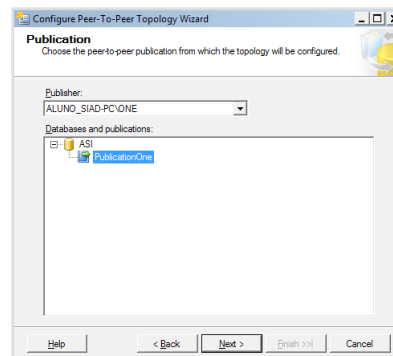 Configure Peer-To-Peer Topology Wizard
Publication
Choose the peer-to-peer publication from which the topology will be configured.
Publisher:
ALUNO_SIAD-PC\ONE
Databases and publications:
ASI
PublicationOne
Help
< Back
Next >
Finish >>|
Cancel